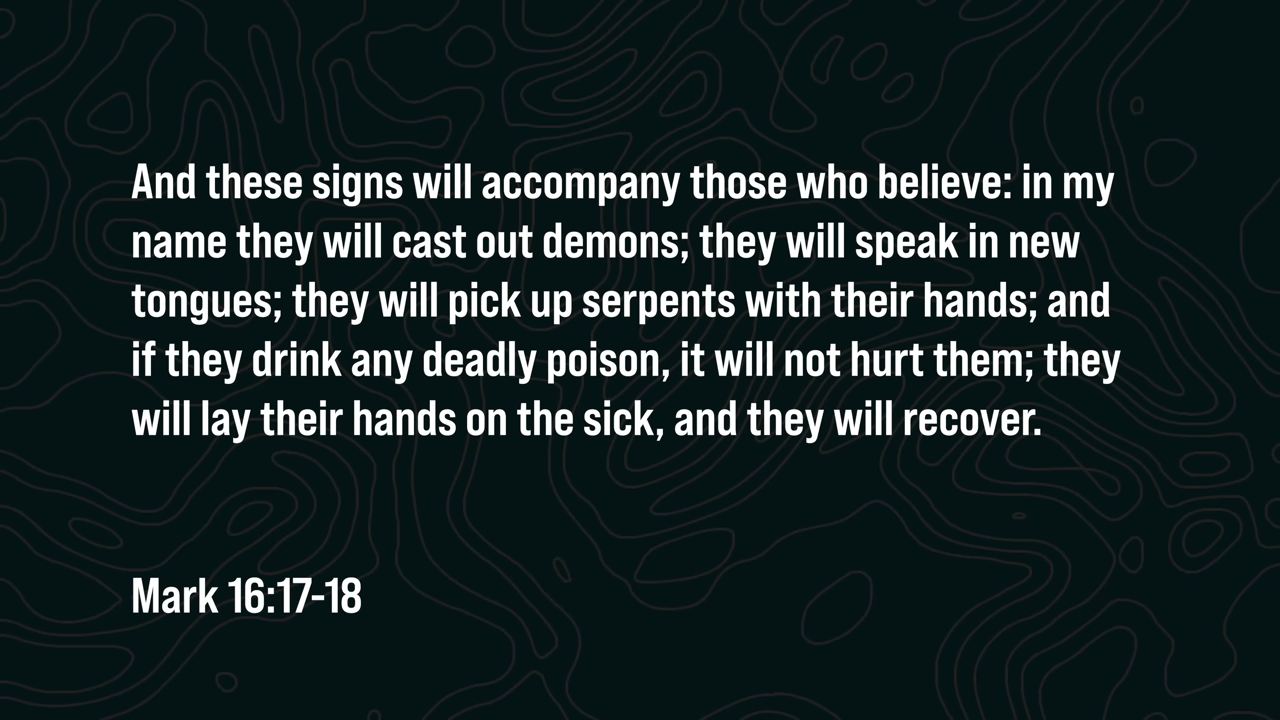 And these signs will accompany those who believe: in my
name they will cast out demons; they will speak in new
tongues; they will pick up serpents with their hands; and
if they drink any deadly poison, it will not hurt them; they
will lay their hands on the sick, and they will recover.
Mark 16:17-18